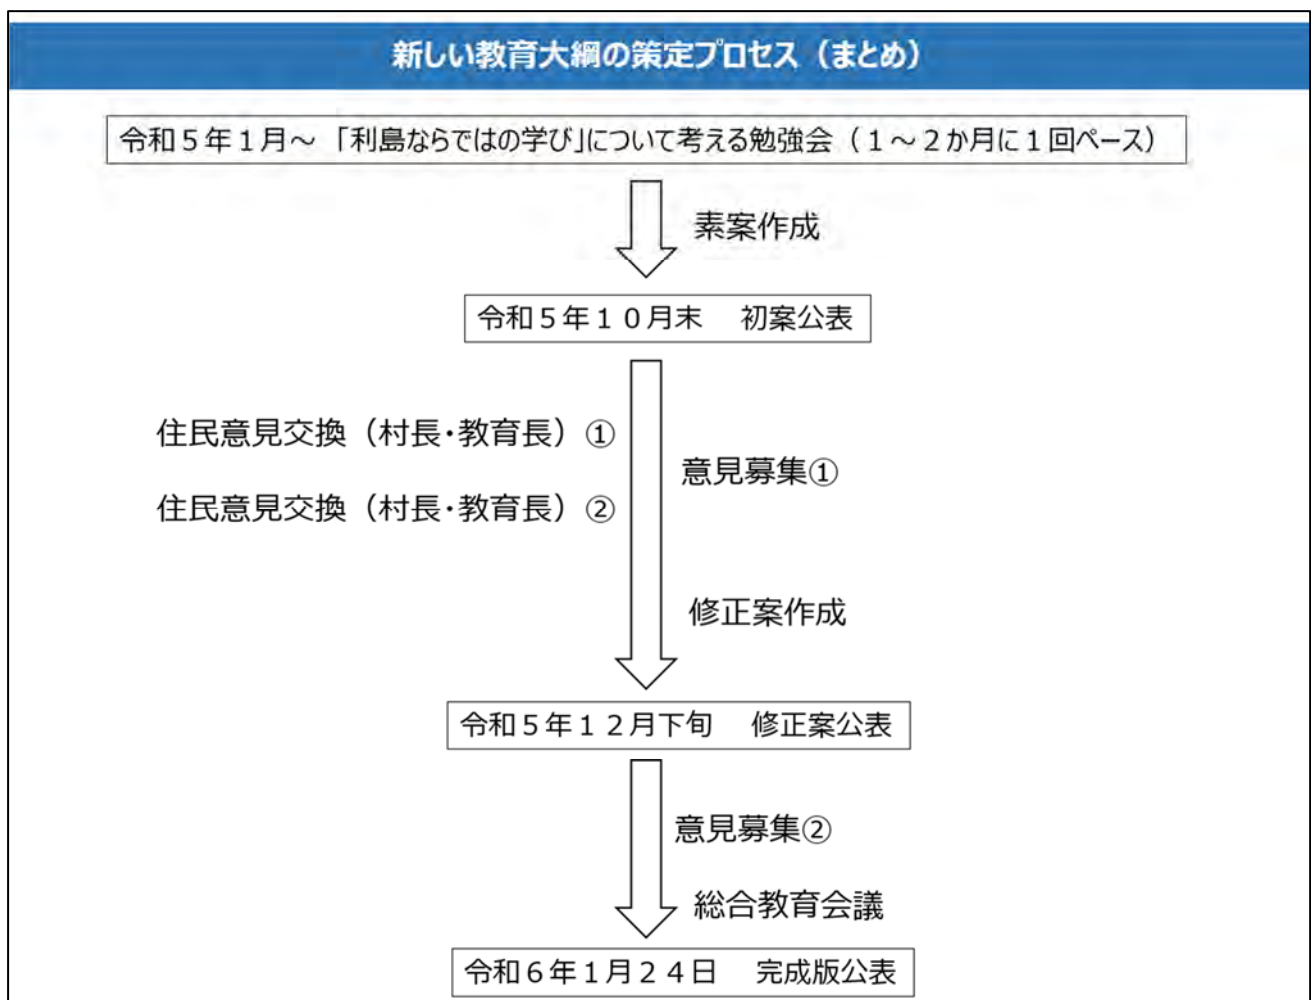 新しい教育大綱の策定プロセス（まとめ）
令和５年１月～「利島ならではの学び」について考える勉強会（１～２か月に１回ペース）
素案作成
令和５年１０月末　初案公表
住民意見交換（村長・教育長）①
意見募集①
住民意見交換（村長・教育長）②
修正案作成
令和５年１２月下旬　修正案公表
意見募集②
総合教育会議
令和６年１月２４日　完成版公表